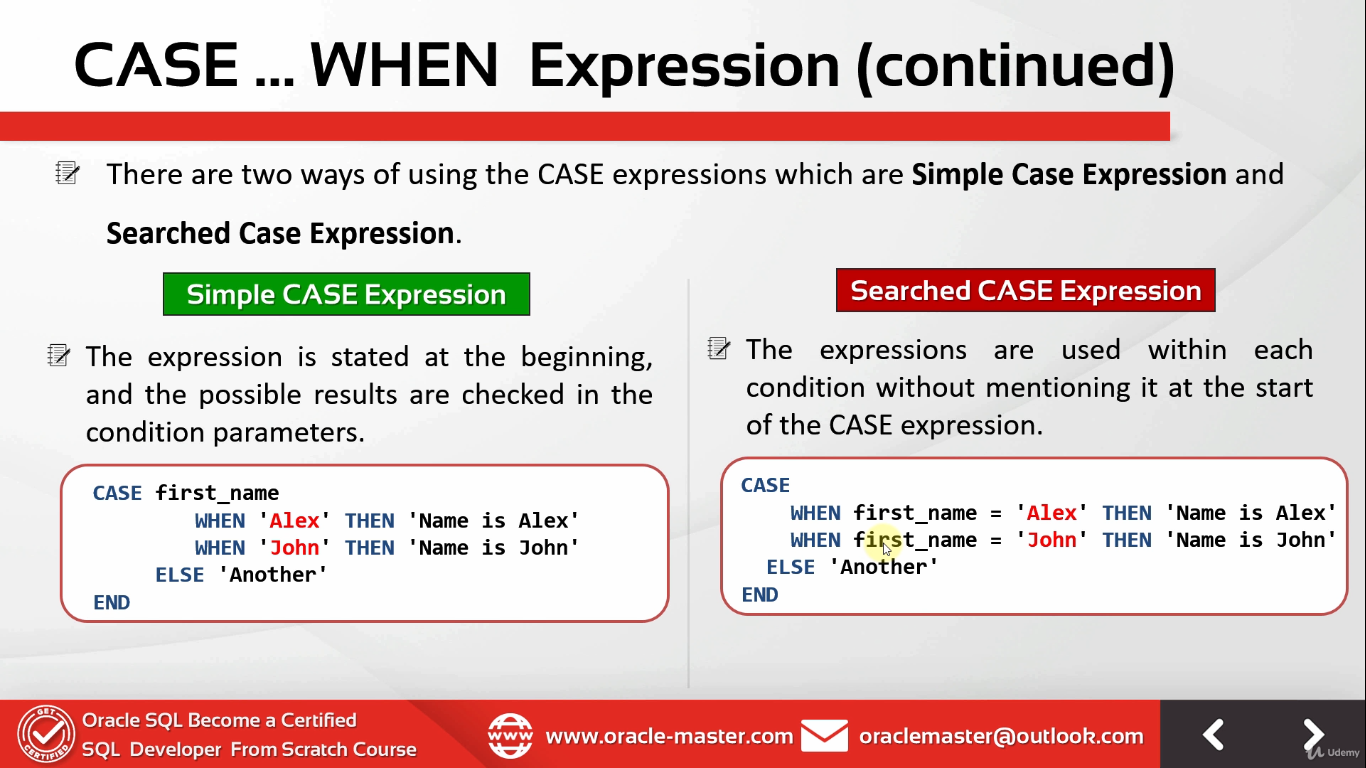 CASE ... WHEN Expression (continued)
There are two ways of using the CASE expressions which are Simple Case Expression and
Searched Case Expression.
Simple CASE Expression
The expression is stated at the beginning,
and the possible results are checked in the
condition parameters.
CASE first_name
WHEN 'Alex' THEN 'Name is Alex'
WHEN 'John' THEN 'Name is John'
ELSE 'Another'
END
Searched CASE Expression
The expressions are used within each
condition without mentioning it at the start
of the CASE expression.
CASE
WHEN first_name = 'Alex' THEN 'Name is Alex'
WHEN first_name = 'John' THEN 'Name is John'
ELSE 'Another'
END
GET
CERTIFIED
Oracle SQL Become a Certified
SQL Developer From Scratch Course
WWW
www.oracle-master.com
oraclemaster@outlook.com
Udemy